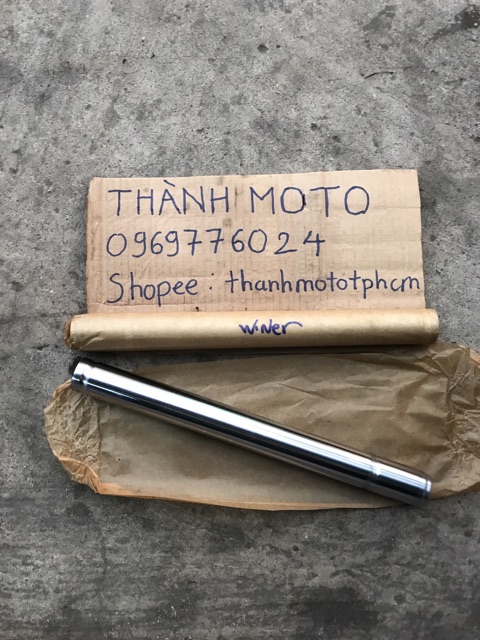 THÀNH MOTO
0969776024
Shopee: thanhmototphcm
WiNer